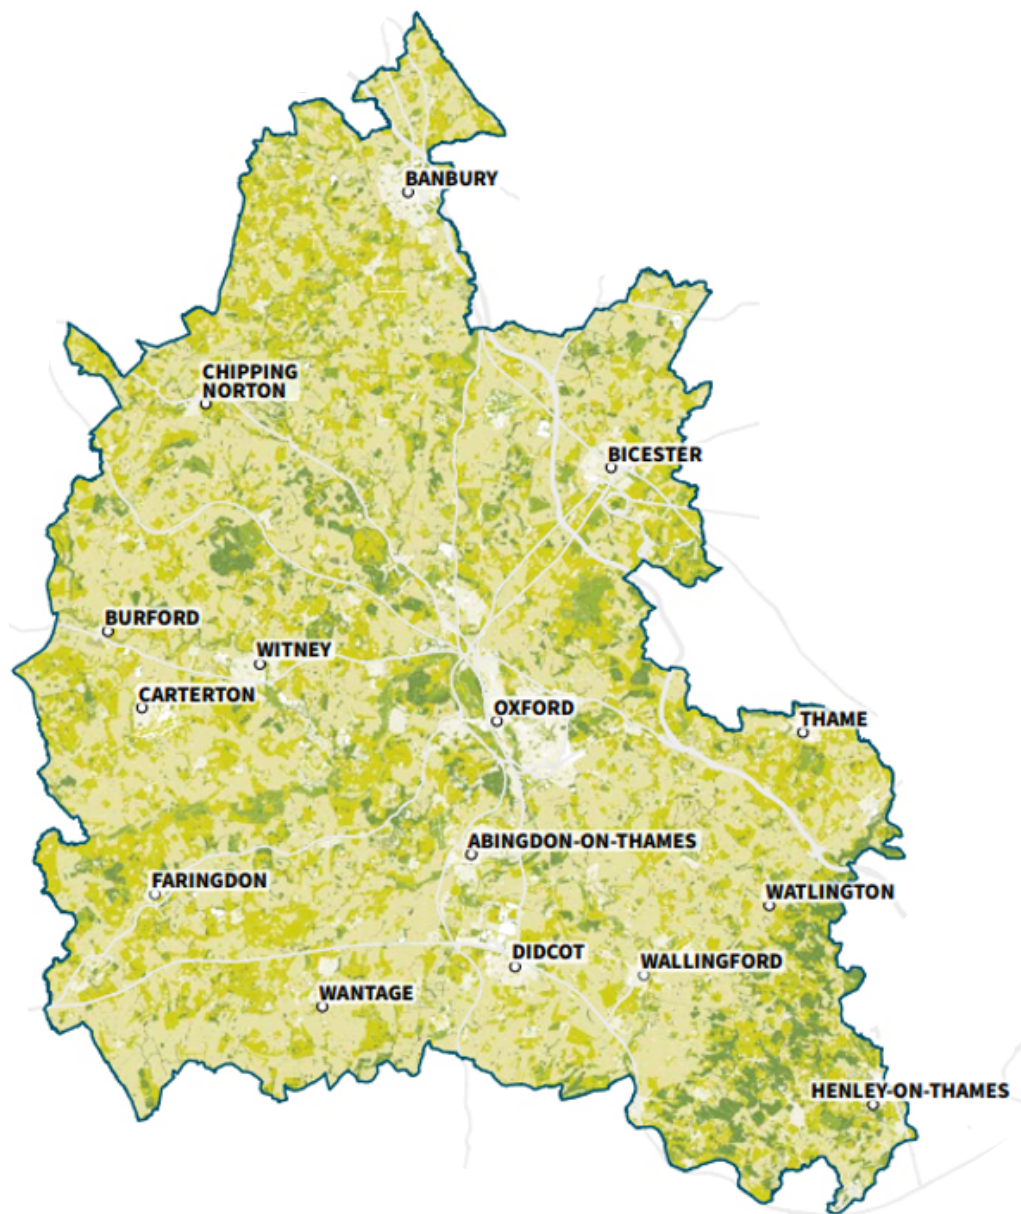 BANBURY
CHIPPING
NORTON
BICESTER
BURFORD
WITNEY
CARTERTON
OXFORD
THAME
ABINGDON-ON-THAMES
FARINGDON
WATLINGTON
DIDCOT
WALLINGFORD
WANTAGE
HENLEY-ON-THAMES